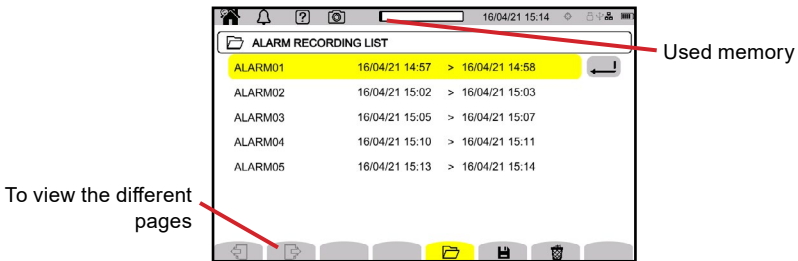 16/04/21 15:14
ALARM RECORDING LIST
Used memory
ALARM01 16/04/21 14:57 > 16/04/21 14:58
ALARM02 16/04/21 15:02 > 16/04/21 15:03
ALARM03 16/04/21 15:05 > 16/04/21 15:07
ALARM04 16/04/21 15:10 > 16/04/21 15:11
ALARM05 16/04/21 15:13 > 16/04/21 15:14
To view the different
pages